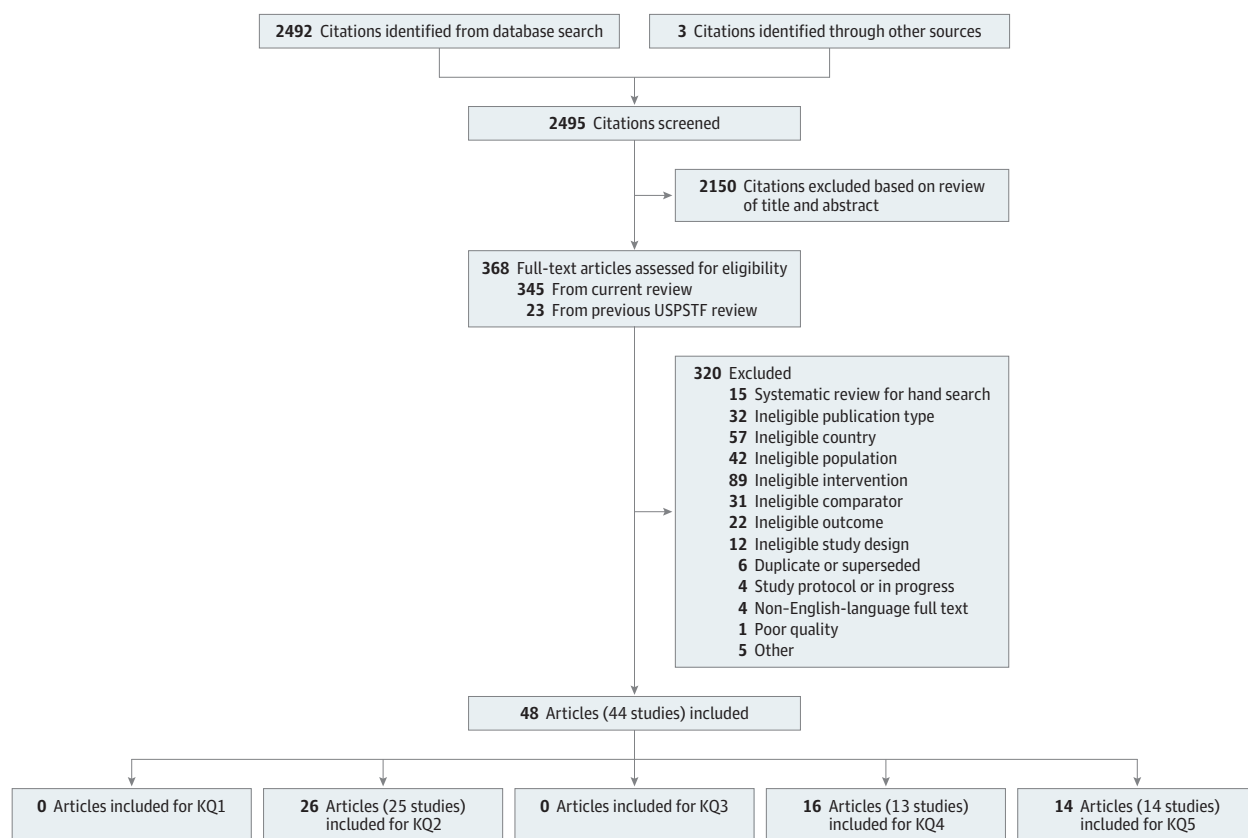 2492 Citations identified from database search
3 Citations identified through other sources
2495 Citations screened
2150 Citations excluded based on review
of title and abstract
368 Full-text articles assessed for eligibility
345 From current review
23 From previous USPSTF review
320 Excluded
15 Systematic review for hand search
32 Ineligible publication type
57 Ineligible country
42 Ineligible population
89 Ineligible intervention
31 Ineligible comparator
22 Ineligible outcome
12 Ineligible study design
6 Duplicate or superseded
4 Study protocol or in progress
4 Non-English-language full text
1 Poor quality
5 Other
48 Articles (44 studies) included
0 Articles included for KQ1
26 Articles (25 studies)
included for KQ2
0 Articles included for KQ3
16 Articles (13 studies)
included for KQ4
14 Articles (14 studies)
included for KQ5